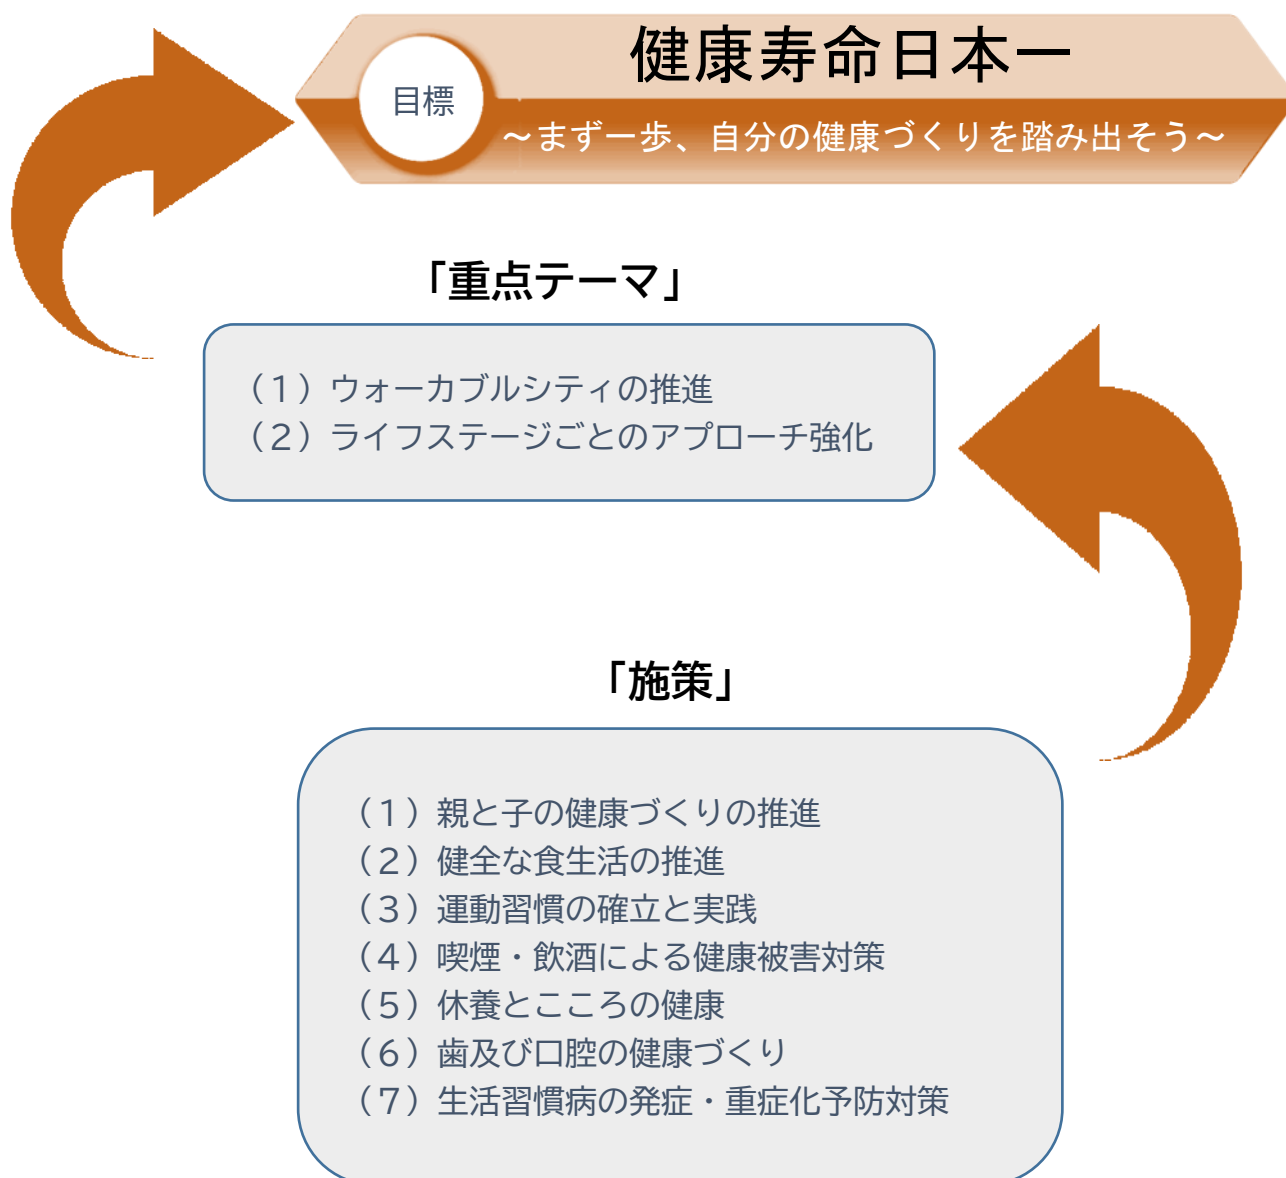 健康寿命日本一
目標
～まず一歩、自分の健康づくりを踏み出そう～
「重点テーマ」
（１）ウォーカブルシティの推進
（２）ライフステージごとのアプローチ強化
「施策」
（１）親と子の健康づくりの推進
（２）健全な食生活の推進
（３）運動習慣の確立と実践
（４）喫煙・飲酒による健康被害対策
（５）休養とこころの健康
（６）歯及び口腔の健康づくり
（７）生活習慣病の発症・重症化予防対策